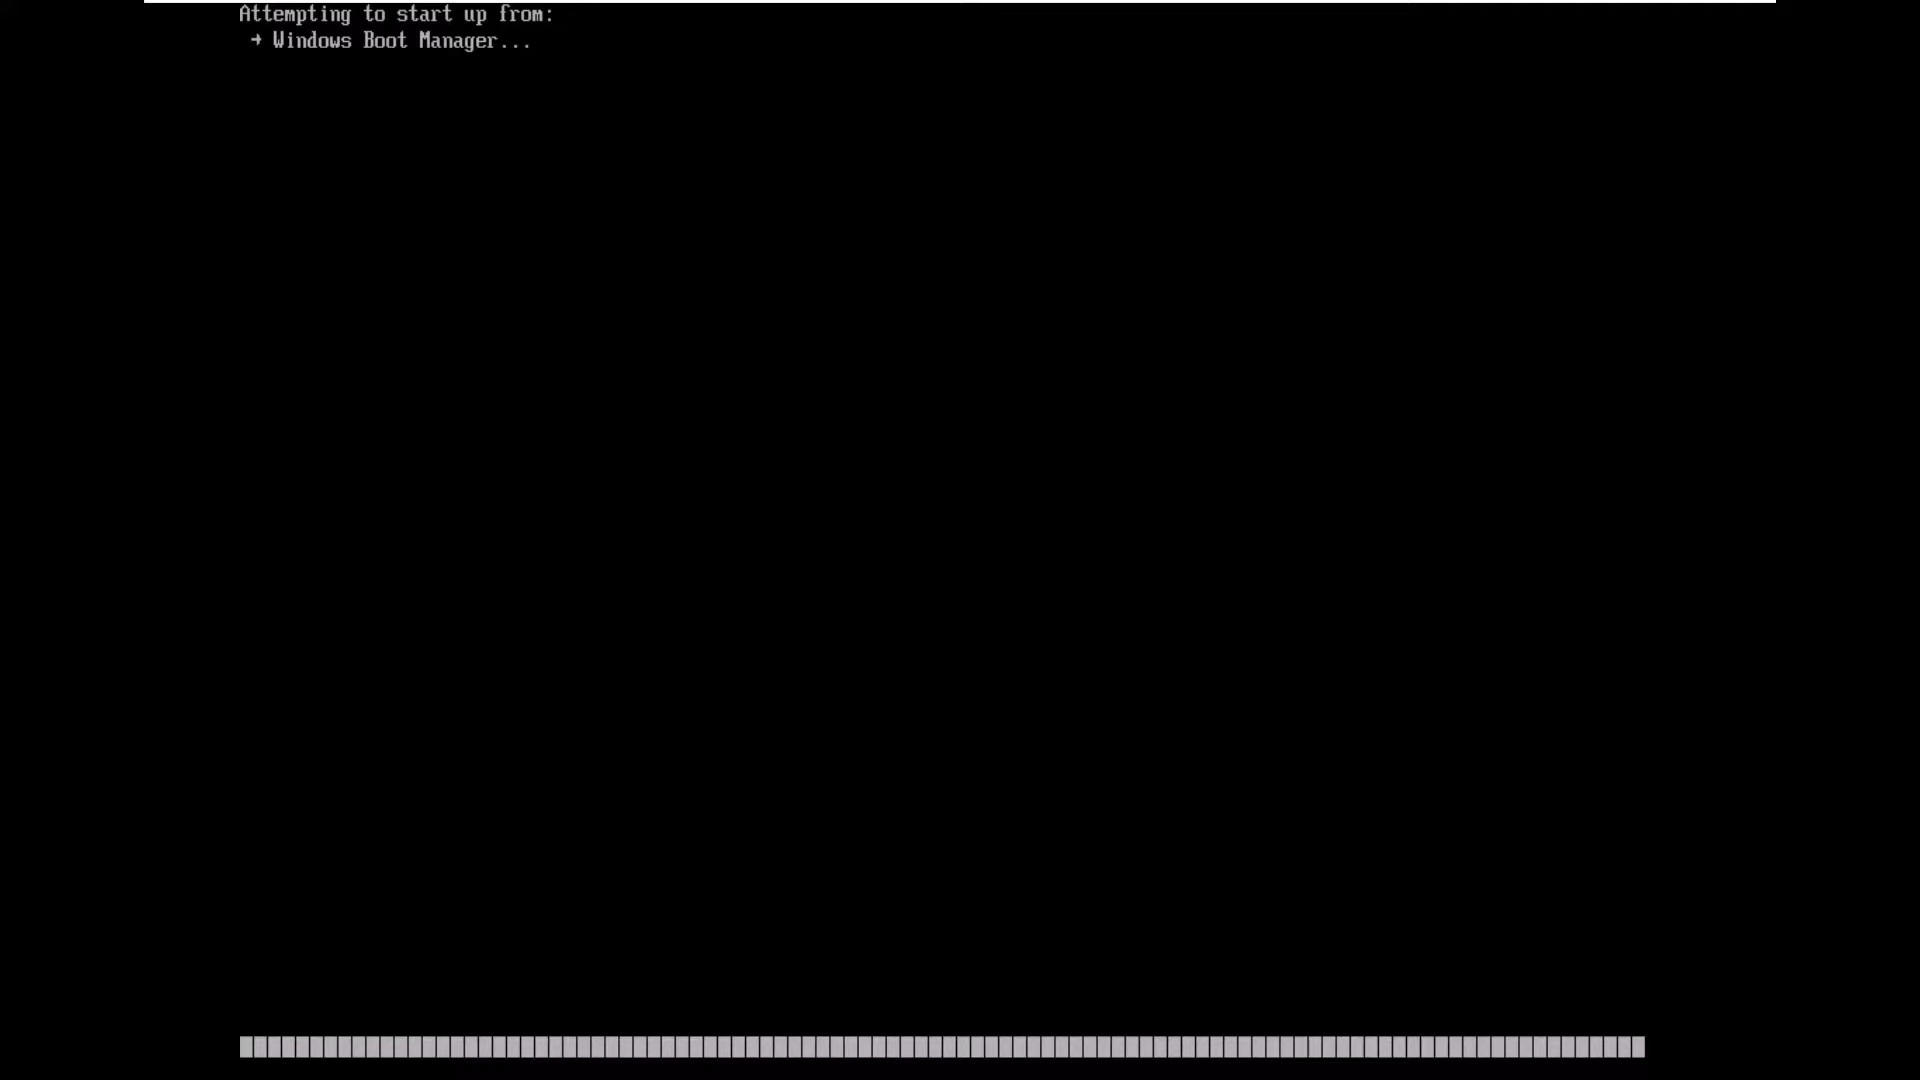 Attempting to start up from:
→ Windows Boot Manager...